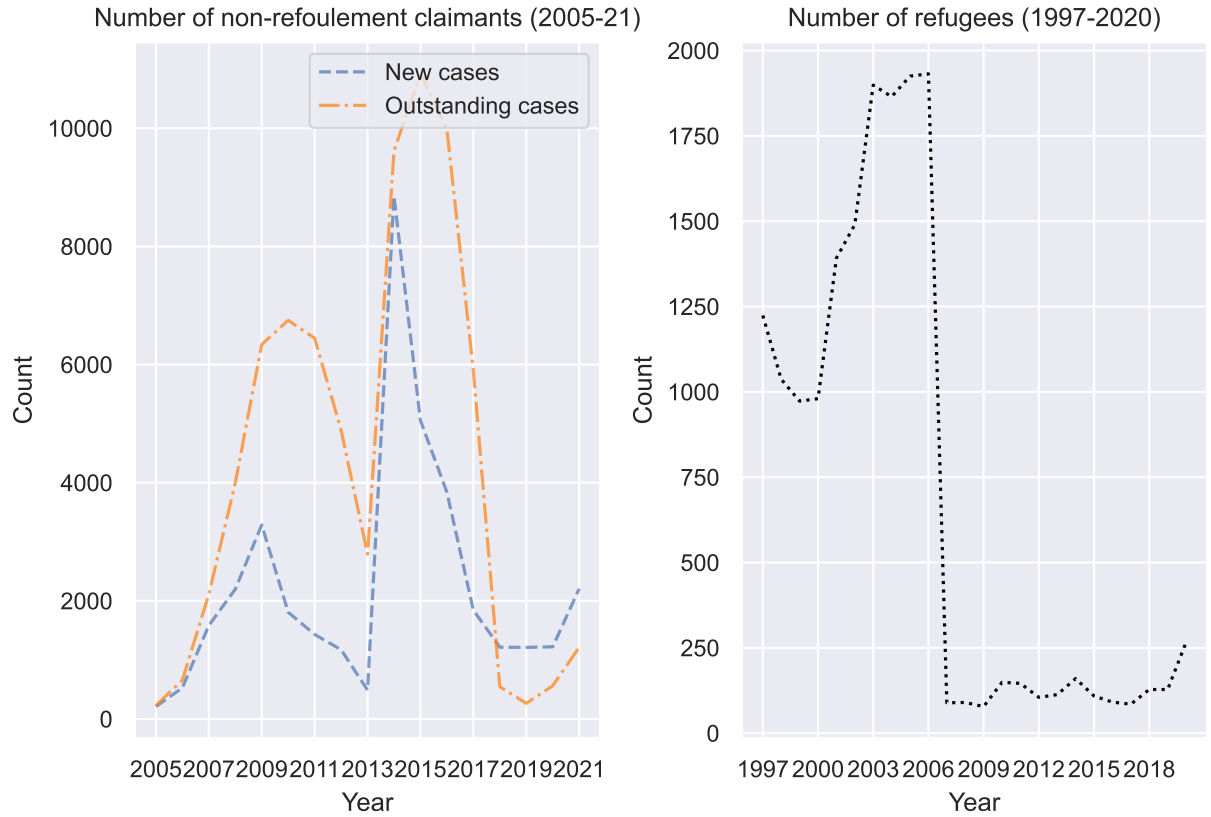 Number of non-refoulement claimants (2005-21)
New cases
Outstanding cases
10000
8000
6000
4000
2000
0
Count
2005 2007 2009 2011 2013 2015 2017 2019 2021
Year
Number of refugees (1997-2020)
2000
1750
1500
1250
1000
750
500
250
0
Count
1997 2000 2003 2006 2009 2012 2015 2018
Year